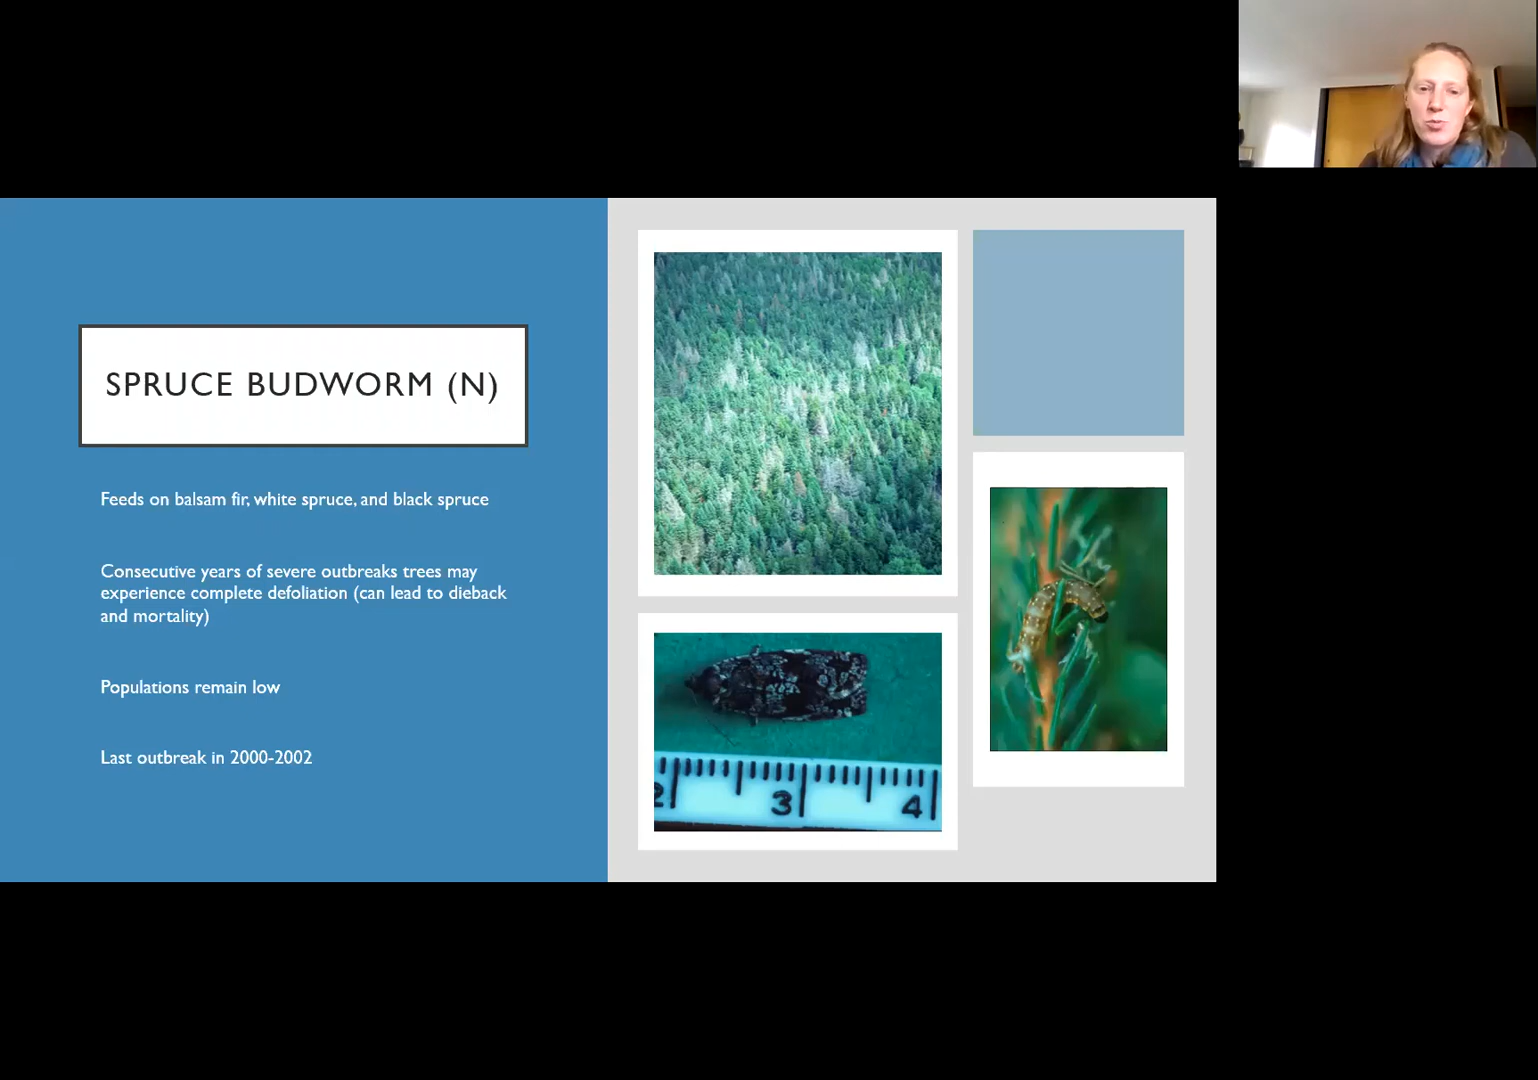 SPRUCE BUDWORM (N)
Feeds on balsam fir, white spruce, and black spruce
Consecutive years of severe outbreaks trees may
experience complete defoliation (can lead to dieback
and mortality)
Populations remain low
Last outbreak in 2000-2002
2 3 4